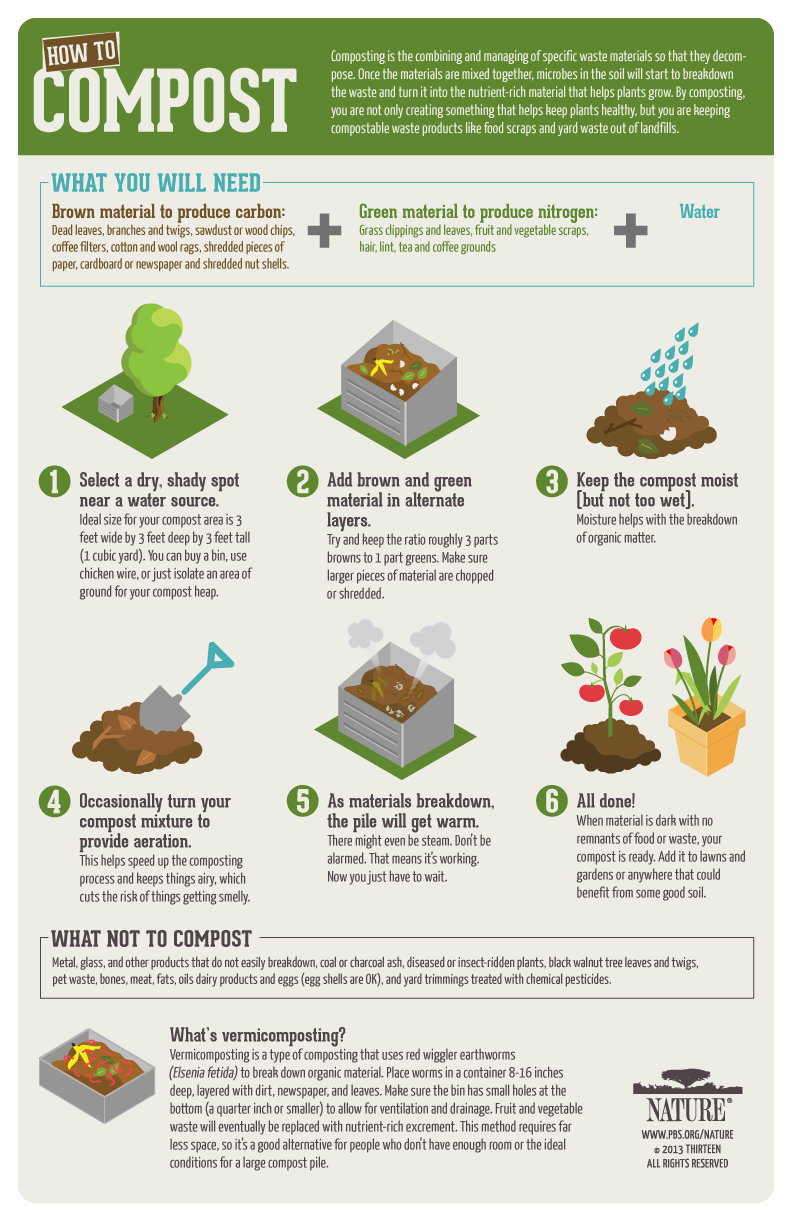 HOW TO
COMPOST
Composting is the combining and managing of specific waste materials so that they decom-
pose. Once the materials are mixed together, microbes in the soil will start to breakdown
the waste and turn it into the nutrient-rich material that helps plants grow. By composting,
you are not only creating something that helps keep plants healthy, but you are keeping
compostable waste products like food scraps and yard waste out of landfills.
WHAT YOU WILL NEED
Brown material to produce carbon:
Dead leaves, branches and twigs, sawdust or wood chips,
coffee filters, cotton and wool rags, shredded pieces of
paper, cardboard or newspaper and shredded nut shells.
+
Green material to produce nitrogen:
Grass clippings and leaves, fruit and vegetable scraps,
hair, lint, tea and coffee grounds
+
Water
1
Select a dry, shady spot
near a water source.
Ideal size for your compost area is 3
feet wide by 3 feet deep by 3 feet tall
(1 cubic yard). You can buy a bin, use
chicken wire, or just isolate an area of
ground for your compost heap.
2
Add brown and green
material in alternate
layers.
Try and keep the ratio roughly 3 parts
browns to 1 part greens. Make sure
larger pieces of material are chopped
or shredded.
3
Keep the compost moist
[but not too wet].
Moisture helps with the breakdown
of organic matter.
4
Occasionally turn your
compost mixture to
provide aeration.
This helps speed up the composting
process and keeps things airy, which
cuts the risk of things getting smelly.
5
As materials breakdown,
the pile will get warm.
There might even be steam. Don't be
alarmed. That means it's working.
Now you just have to wait.
6
All done!
When material is dark with no
remnants of food or waste, your
compost is ready. Add it to lawns and
gardens or anywhere that could
benefit from some good soil.
WHAT NOT TO COMPOST
Metal, glass, and other products that do not easily breakdown, coal or charcoal ash, diseased or insect-ridden plants, black walnut tree leaves and twigs,
pet waste, bones, meat, fats, oils dairy products and eggs (egg shells are OK), and yard trimmings treated with chemical pesticides.
What's vermicomposting?
Vermicomposting is a type of composting that uses red wiggler earthworms
(Elsenia fetida) to break down organic material. Place worms in a container 8-16 inches
deep, layered with dirt, newspaper, and leaves. Make sure the bin has small holes at the
bottom (a quarter inch or smaller) to allow for ventilation and drainage. Fruit and vegetable
waste will eventually be replaced with nutrient-rich excrement. This method requires far
less space, so it's a good alternative for people who don't have enough room or the ideal
conditions for a large compost pile.
NATURE®
WWW.PBS.ORG/NATURE
© 2013 THIRTEEN
ALL RIGHTS RESERVED